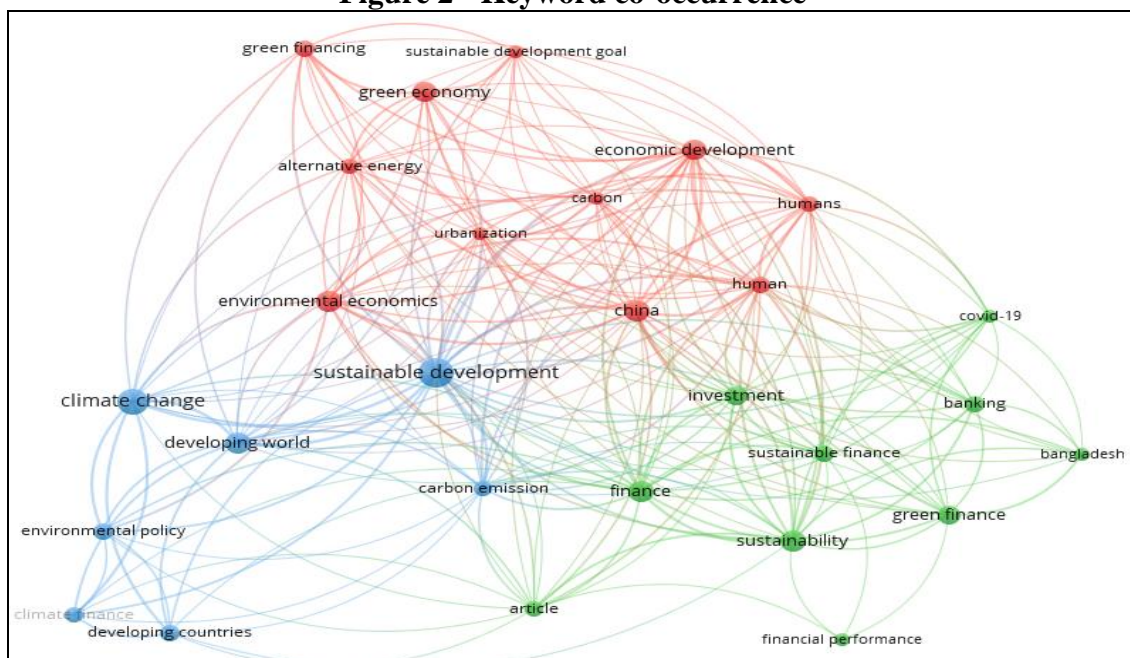 Figure 2 - Keyword co-occurrence
green financing
sustainable development goal
green economy
economic development
alternative energy
carbon
humans
urbanization
human
environmental economics
china
covid-19
sustainable development
investment
climate change
banking
developing world
sustainable finance
bangladesh
carbon emission
finance
green finance
environmental policy
sustainability
article
climate finance
developing countries
financial performance